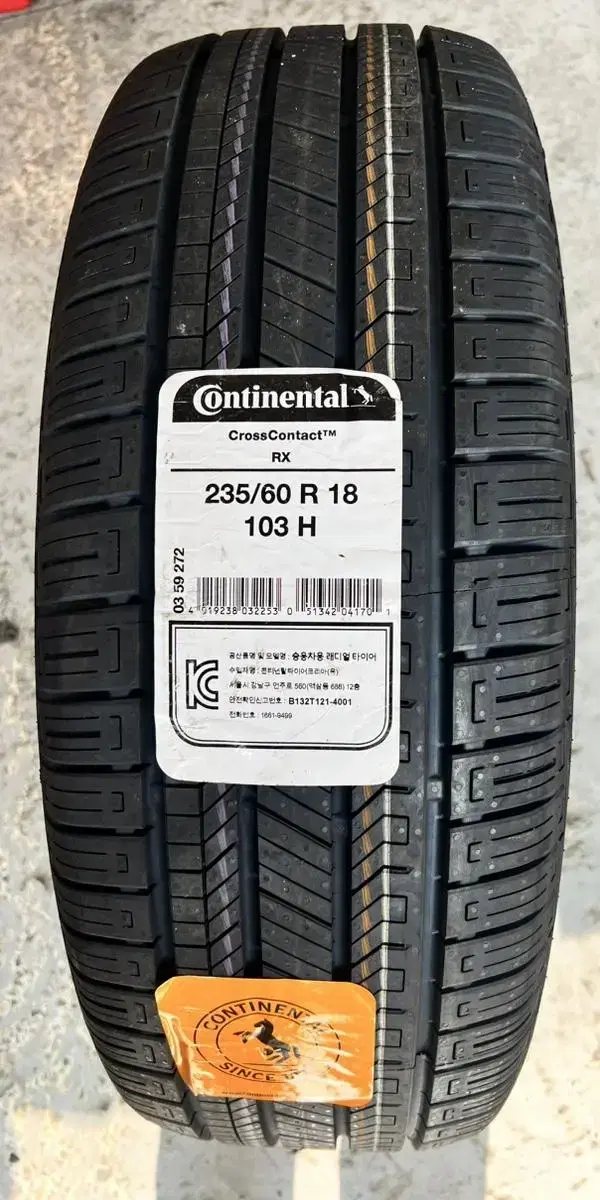 Continental
CrossContact™
RX
235/60 R 18
103 H
03 59 272
4 019238 032253 0 51342 04170 1
공산품명 및 모델명 : 승용차용 래디얼 타이어
수입자명 : 콘티넨탈타이어코리아(유)
서울시 강남구 언주로 560(역삼동 686) 12층
안전확인신고번호 : B132T121-4001
전화번호 : 1661-9499
CONTINENTAL
SINCE